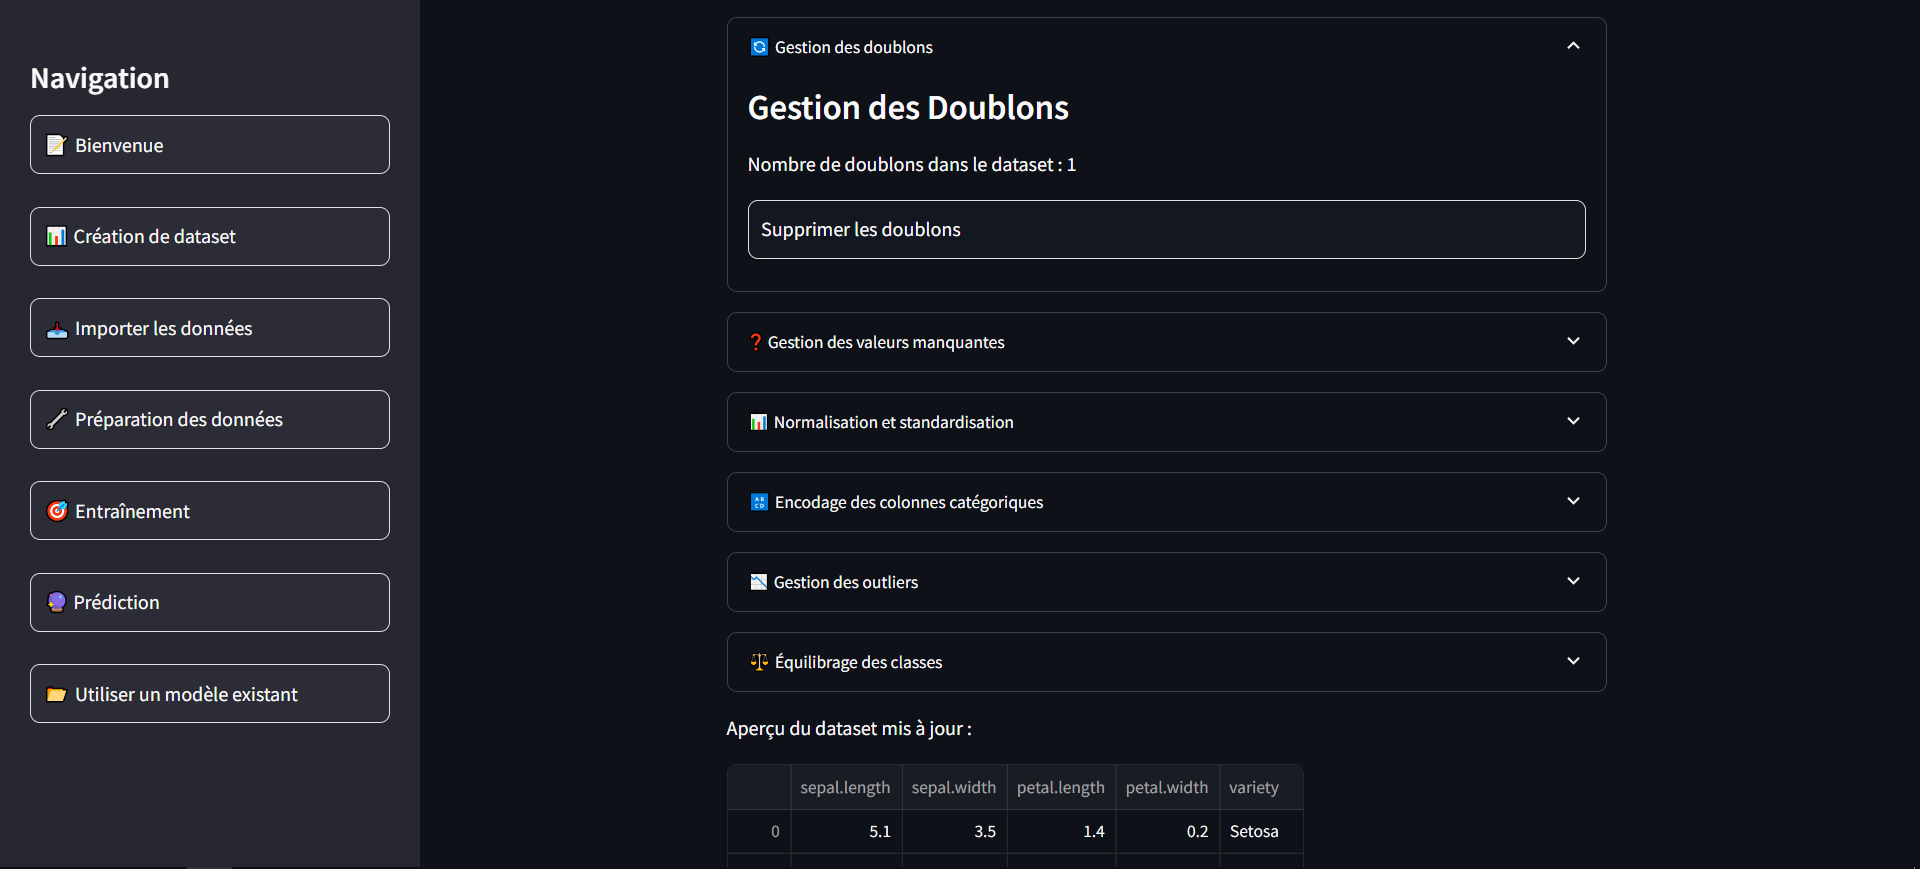 Navigation
Bienvenue
Création de dataset
Importer les données
Préparation des données
Entraînement
Prédiction
Utiliser un modèle existant
Gestion des doublons
Gestion des Doublons
Nombre de doublons dans le dataset : 1
Supprimer les doublons
Gestion des valeurs manquantes
Normalisation et standardisation
Encodage des colonnes catégoriques
Gestion des outliers
Équilibrage des classes
Aperçu du dataset mis à jour :
sepal.length sepal.width petal.length petal.width variety
0 5.1 3.5 1.4 0.2 Setosa